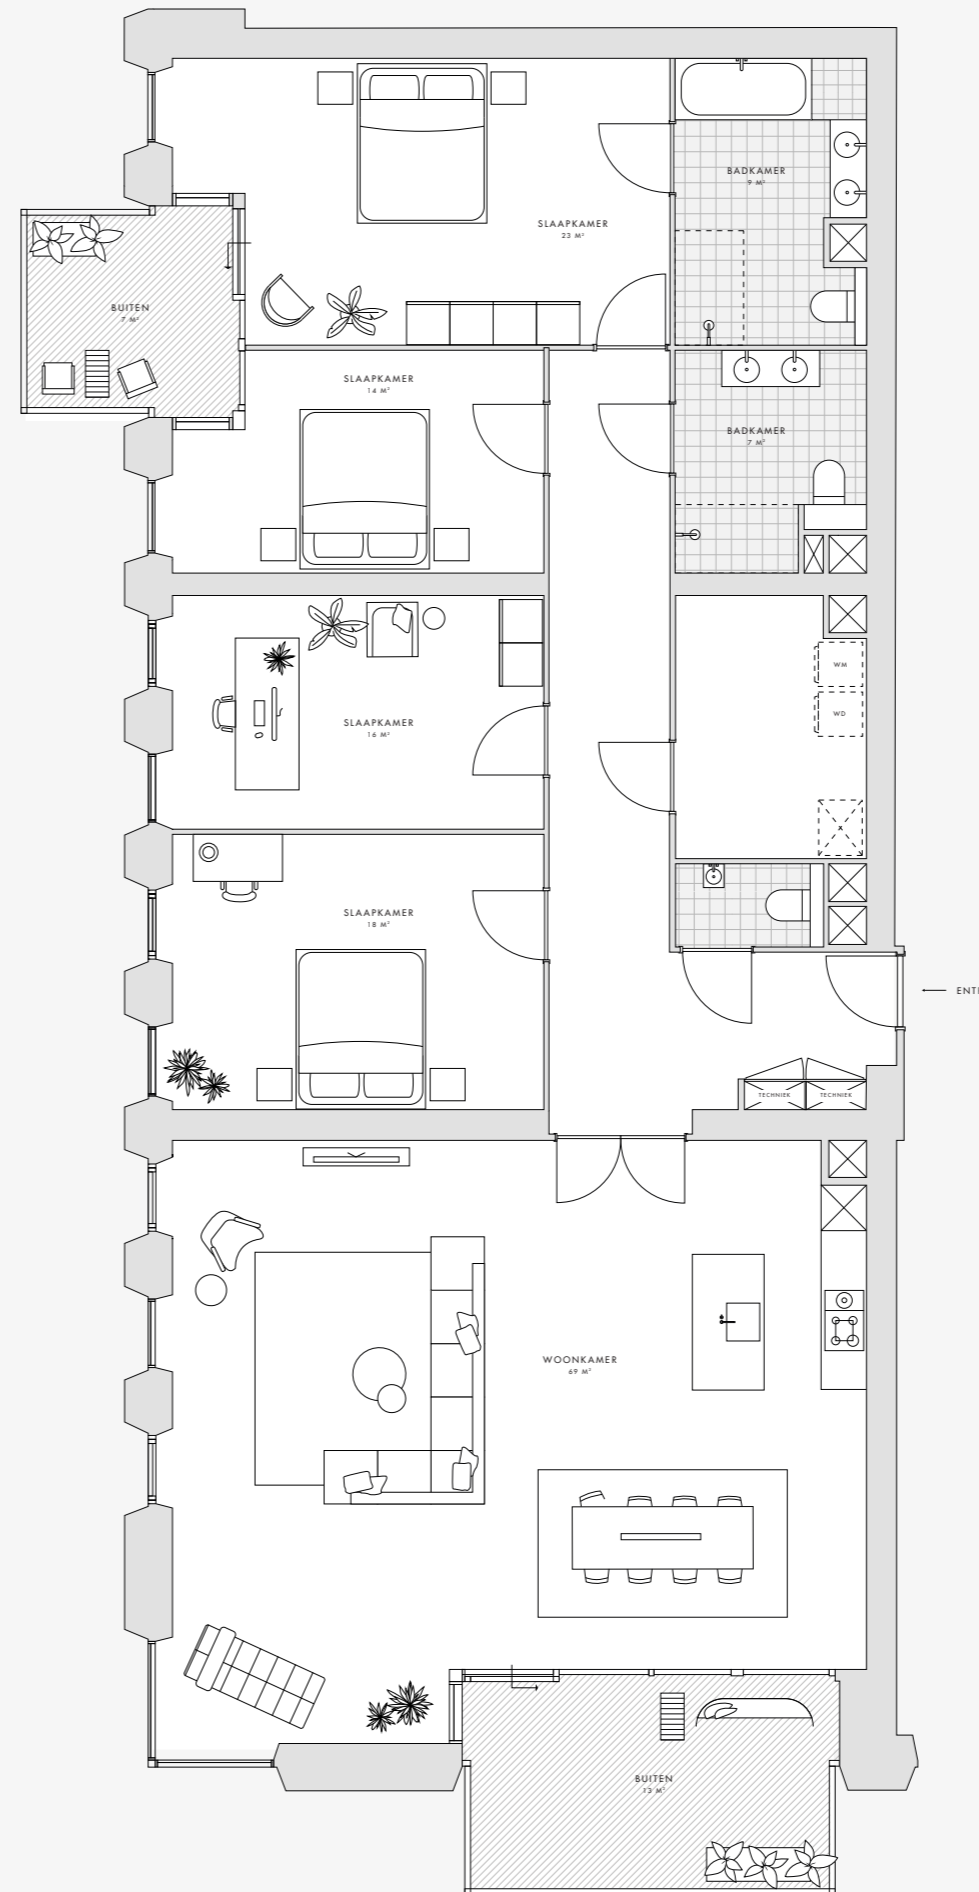 BADKAMER
9 M²
SLAAPKAMER
23 M²
BUITEN
7 M²
SLAAPKAMER
14 M²
BADKAMER
7 M²
WM
WD
SLAAPKAMER
16 M²
SLAAPKAMER
18 M²
ENT
TECHNIEK
TECHNIEK
WOONKAMER
69 M²
BUITEN
13 M²